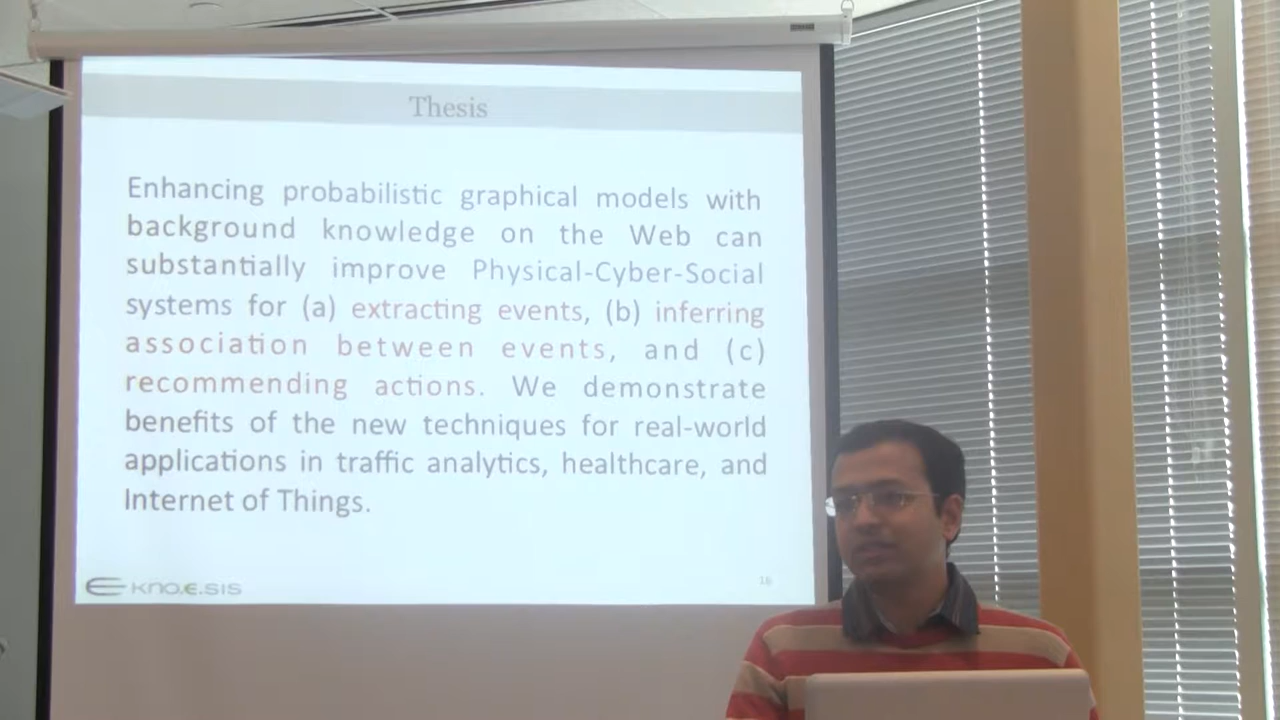 Thesis
Enhancing probabilistic graphical models with
background knowledge on the Web can
substantially improve Physical-Cyber-Social
systems for (a) extracting events, (b) inferring
association between events, and (c)
recommending actions. We demonstrate
benefits of the new techniques for real-world
applications in traffic analytics, healthcare, and
Internet of Things.
KNO.E.SIS